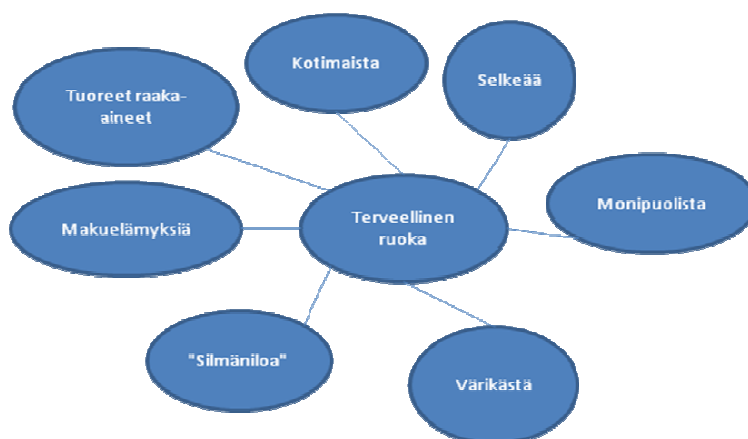 Kotimaista
Selkeää
Tuoreet raaka-
aineet
Monipuolista
Terveellinen
ruoka
Makuelämyksiä
"Silmäniloa"
Värikästä